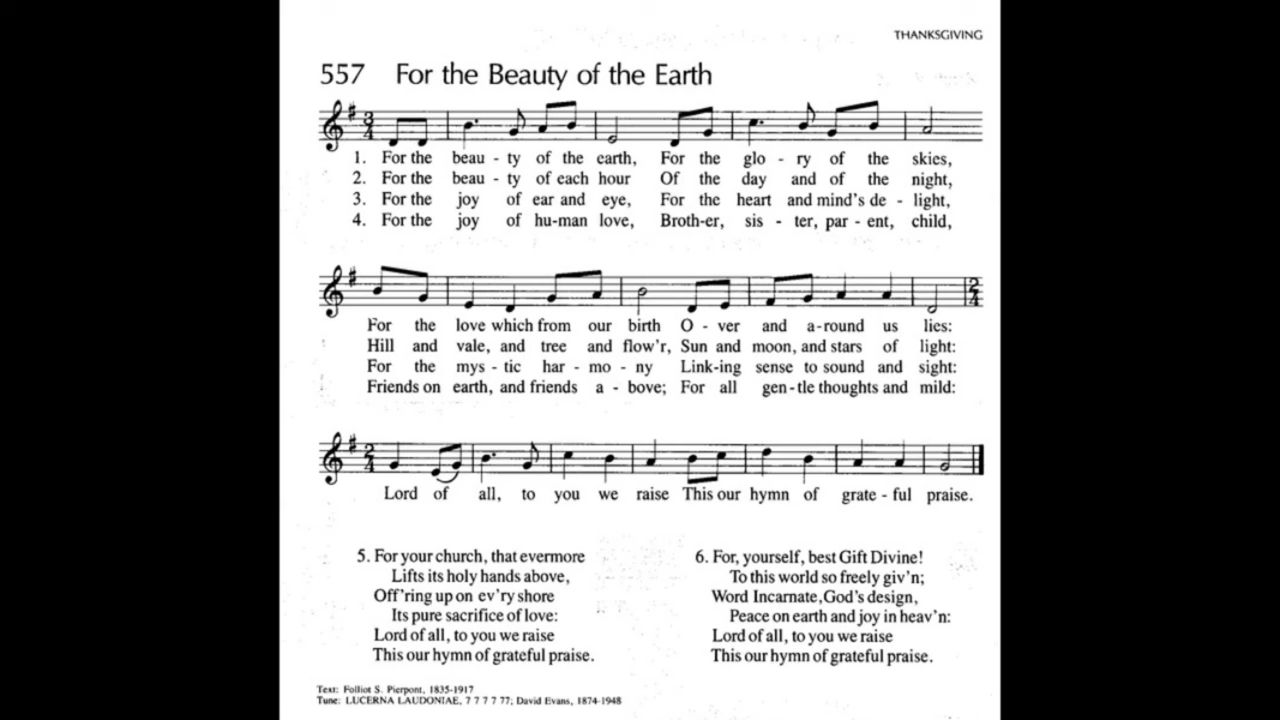 THANKSGIVING
557 For the Beauty of the Earth
3
4
1. For the beau - ty of the earth, For the glo - ry of the skies,
2. For the beau - ty of each hour Of the day and of the night,
3. For the joy of ear and eye, For the heart and mind's de - light,
4. For the joy of hu-man love, Broth-er, sis - ter, par - ent, child,
2
4
For the love which from our birth O - ver and a-round us lies:
Hill and vale, and tree and flow'r, Sun and moon, and stars of light:
For the mys - tic har - mo - ny Link-ing sense to sound and sight:
Friends on earth, and friends a - bove; For all gen-tle thoughts and mild:
2
4
Lord of all, to you we raise This our hymn of grate - ful praise.
5. For your church, that evermore
Lifts its holy hands above,
Off'ring up on ev'ry shore
Its pure sacrifice of love:
Lord of all, to you we raise
This our hymn of grateful praise.
6. For, yourself, best Gift Divine!
To this world so freely giv'n;
Word Incarnate, God's design,
Peace on earth and joy in heav'n:
Lord of all, to you we raise
This our hymn of grateful praise.
Text: Folliot S. Pierpont, 1835-1917
Tune: LUCERNA LAUDONIAE, 7 7 7 7 77; David Evans, 1874-1948